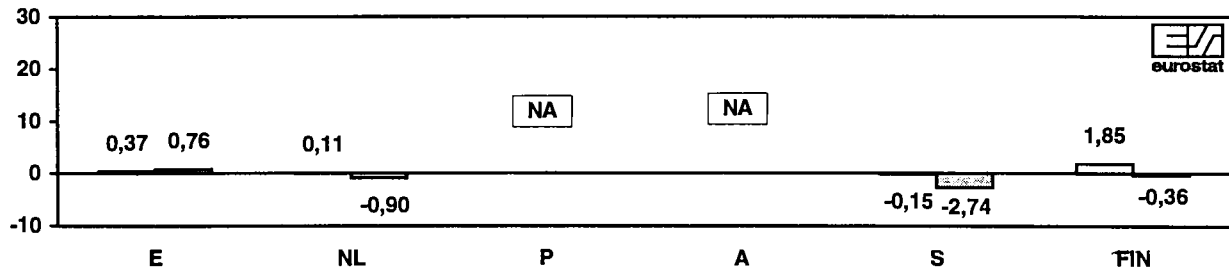 30
20
10
0
-10
eurostat
NA
NA
0,37
0,76
0,11
1,85
-0,90
-0,15
-2,74
-0,36
E
NL
P
A
S
FIN